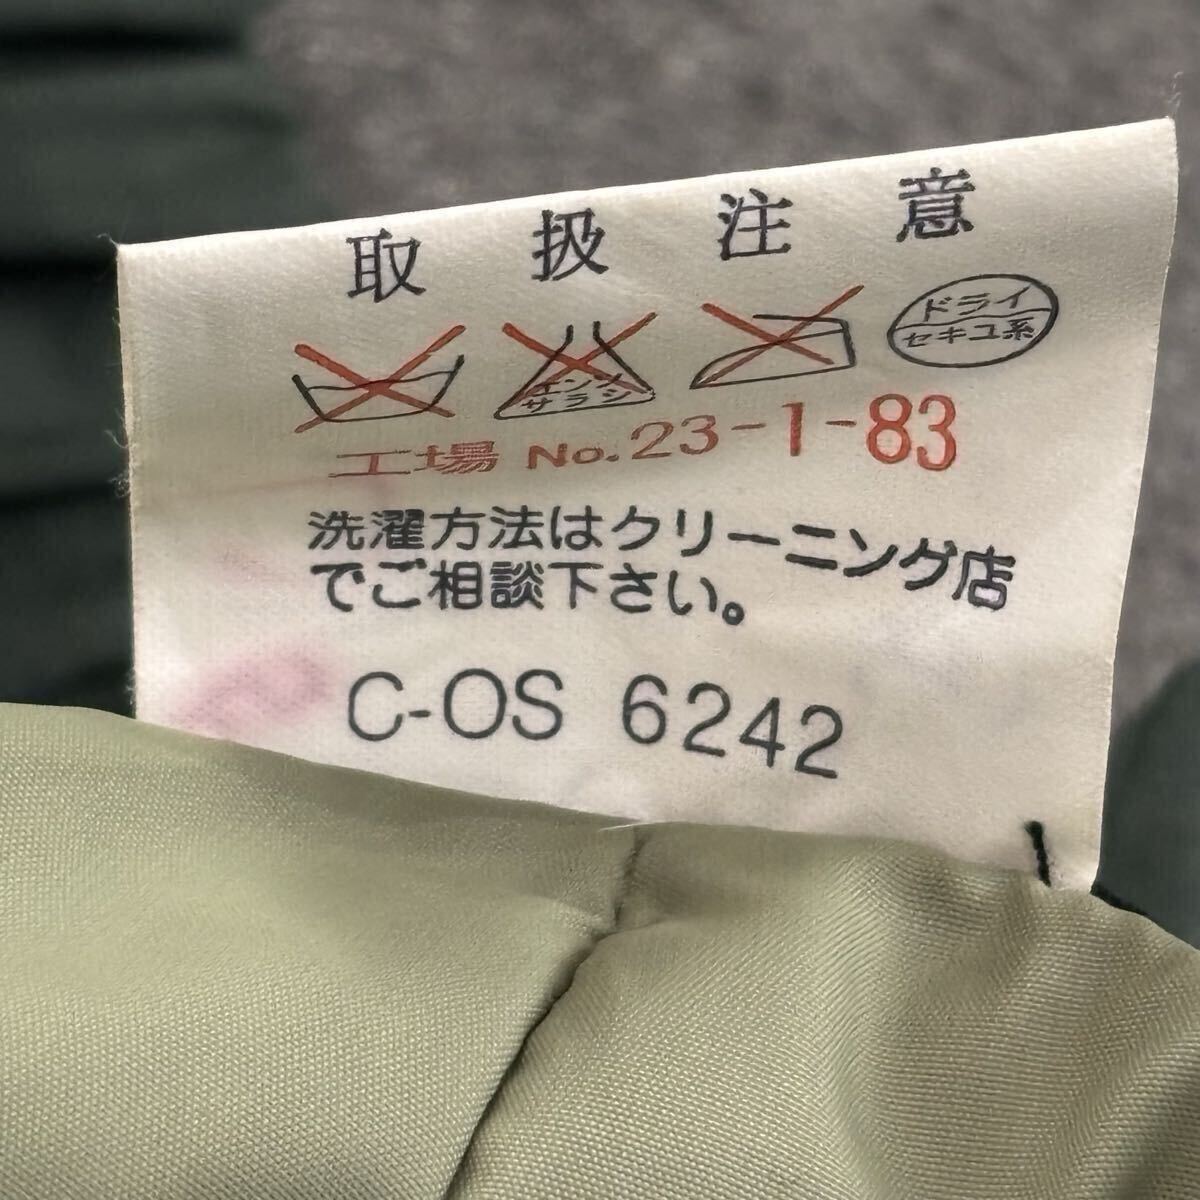 取扱注意
エンソ
サラシ
ドライ
セキユ系
工場 No.23-1-83
洗濯方法はクリーニング店
でご相談下さい。
C-OS 6242